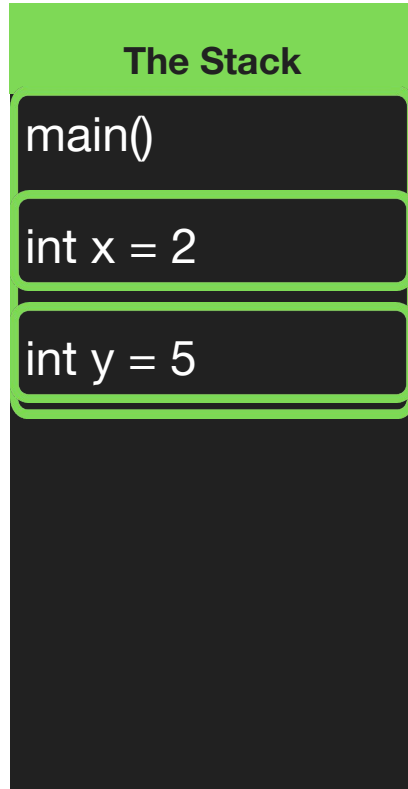 The Stack
main()
int x = 2
int y = 5